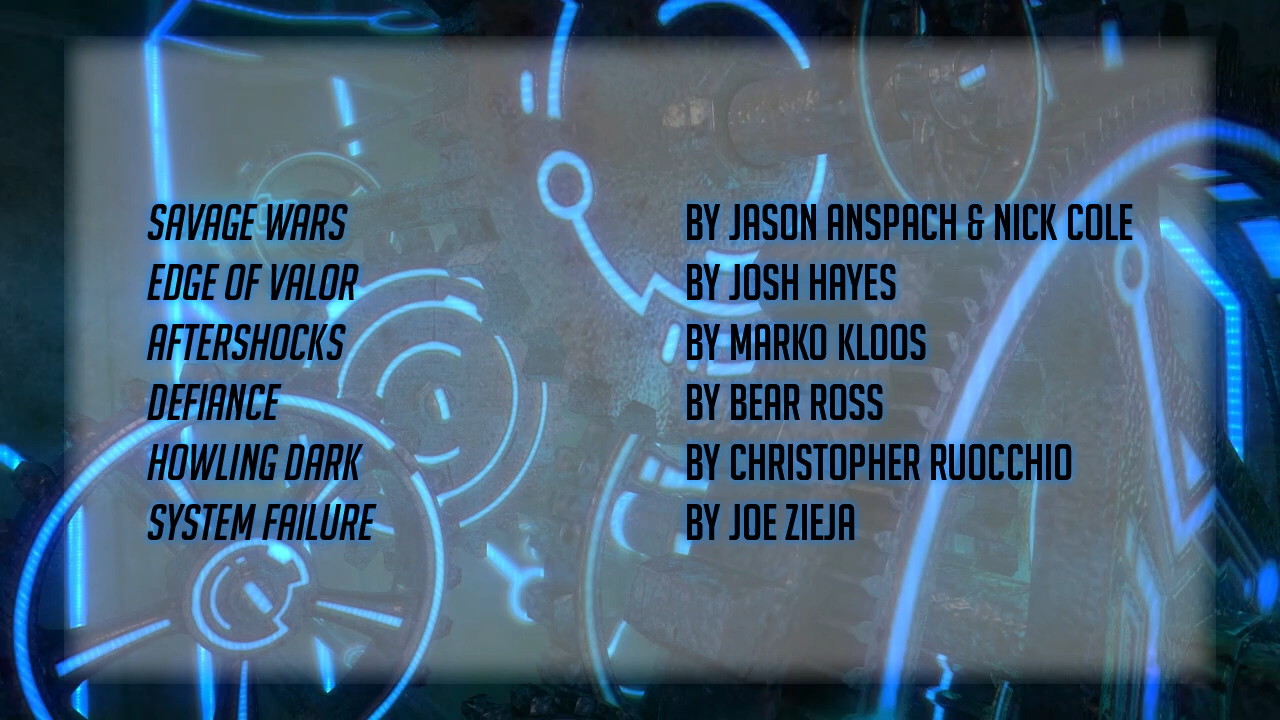 SAVAGE WARS BY JASON ANSPACH & NICK COLE
EDGE OF VALOR BY JOSH HAYES
AFTERSHOCKS BY MARKO KLOOS
DEFIANCE BY BEAR ROSS
HOWLING DARK BY CHRISTOPHER RUOCCHIO
SYSTEM FAILURE BY JOE ZIEJA